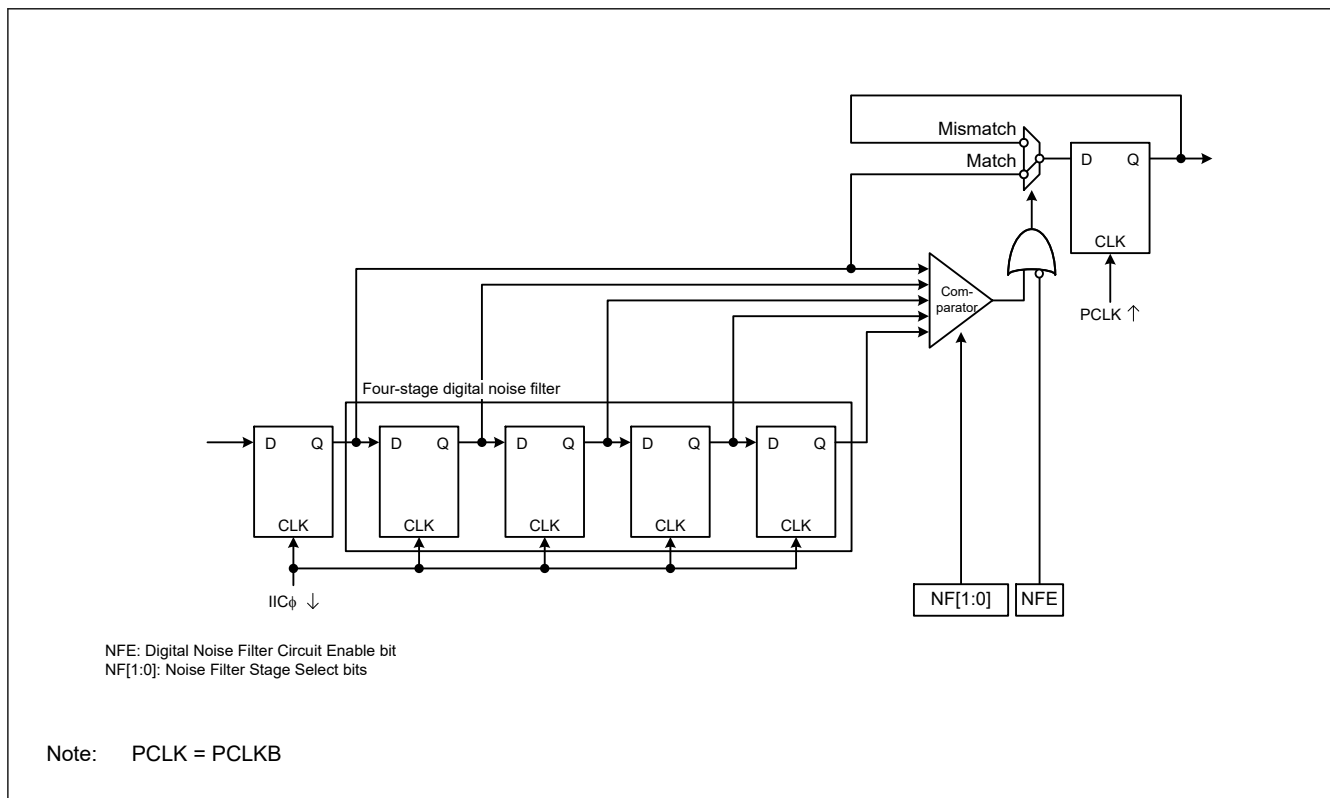 Mismatch
Match
D Q
CLK
PCLK ↑
Com-
parator
Four-stage digital noise filter
D Q D Q D Q D Q D Q
CLK CLK CLK CLK CLK
IICϕ ↓
NF[1:0] NFE
NFE: Digital Noise Filter Circuit Enable bit
NF[1:0]: Noise Filter Stage Select bits
Note: PCLK = PCLKB